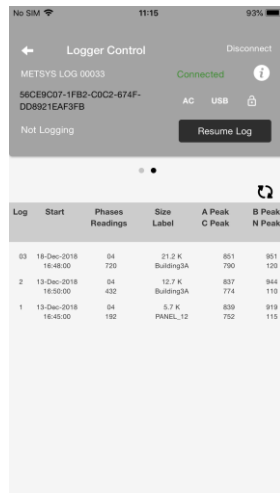 No SIM 11:15 93%
Logger Control Disconnect
METSYS LOG 00033 Connected i
56CE9C07-1FB2-C0C2-674F-DD8921EAF3FB AC USB
Not Logging Resume Log
Log Start Phases Size A Peak B Peak
Readings Label C Peak N Peak
03 18-Dec-2018 04 21.2 K 851 951
16:48:00 720 Building3A 790 120
2 13-Dec-2018 04 12.7 K 837 944
16:50:00 432 Building3A 774 110
1 13-Dec-2018 04 5.7 K 839 919
16:45:00 192 PANEL_12 752 115